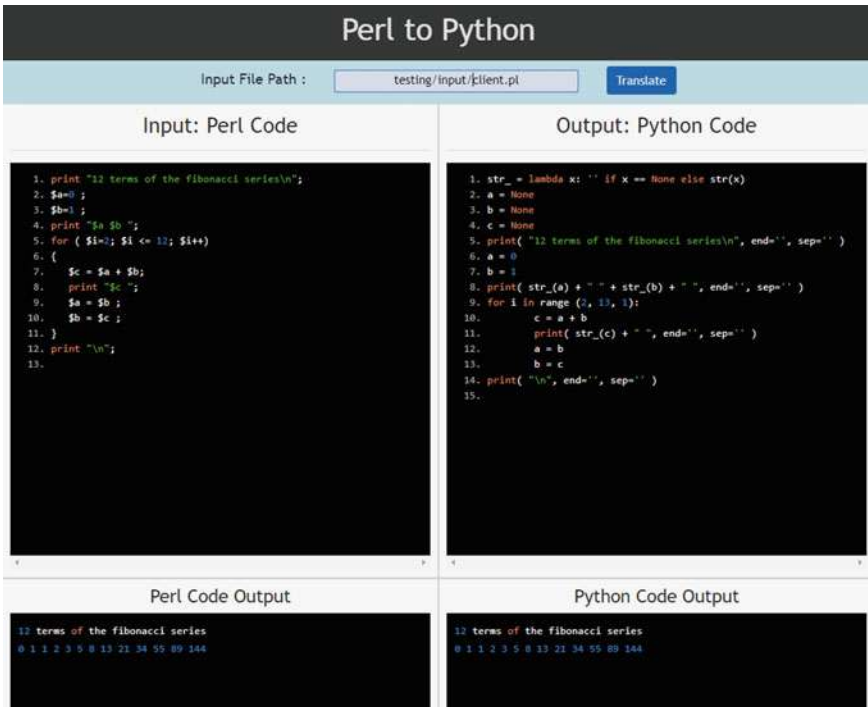 Perl to Python
Input File Path : testing/input/client.pl Translate
Input: Perl Code
1. print "12 terms of the fibonacci series\n";
2. $a=0 ;
3. $b=1 ;
4. print "$a $b ";
5. for ( $i=2; $i <= 12; $i++)
6. {
7. $c = $a + $b;
8. print "$c ";
9. $a = $b ;
10. $b = $c ;
11. }
12. print "\n";
13.
Output: Python Code
1. str_ = lambda x: '' if x == None else str(x)
2. a = None
3. b = None
4. c = None
5. print( "12 terms of the fibonacci series\n", end='', sep='' )
6. a = 0
7. b = 1
8. print( str_(a) + " " + str_(b) + " ", end='', sep='' )
9. for i in range (2, 13, 1):
10. c = a + b
11. print( str_(c) + " ", end='', sep='' )
12. a = b
13. b = c
14. print( "\n", end='', sep='' )
15.
Perl Code Output
12 terms of the fibonacci series
0 1 1 2 3 5 8 13 21 34 55 89 144
Python Code Output
12 terms of the fibonacci series
0 1 1 2 3 5 8 13 21 34 55 89 144